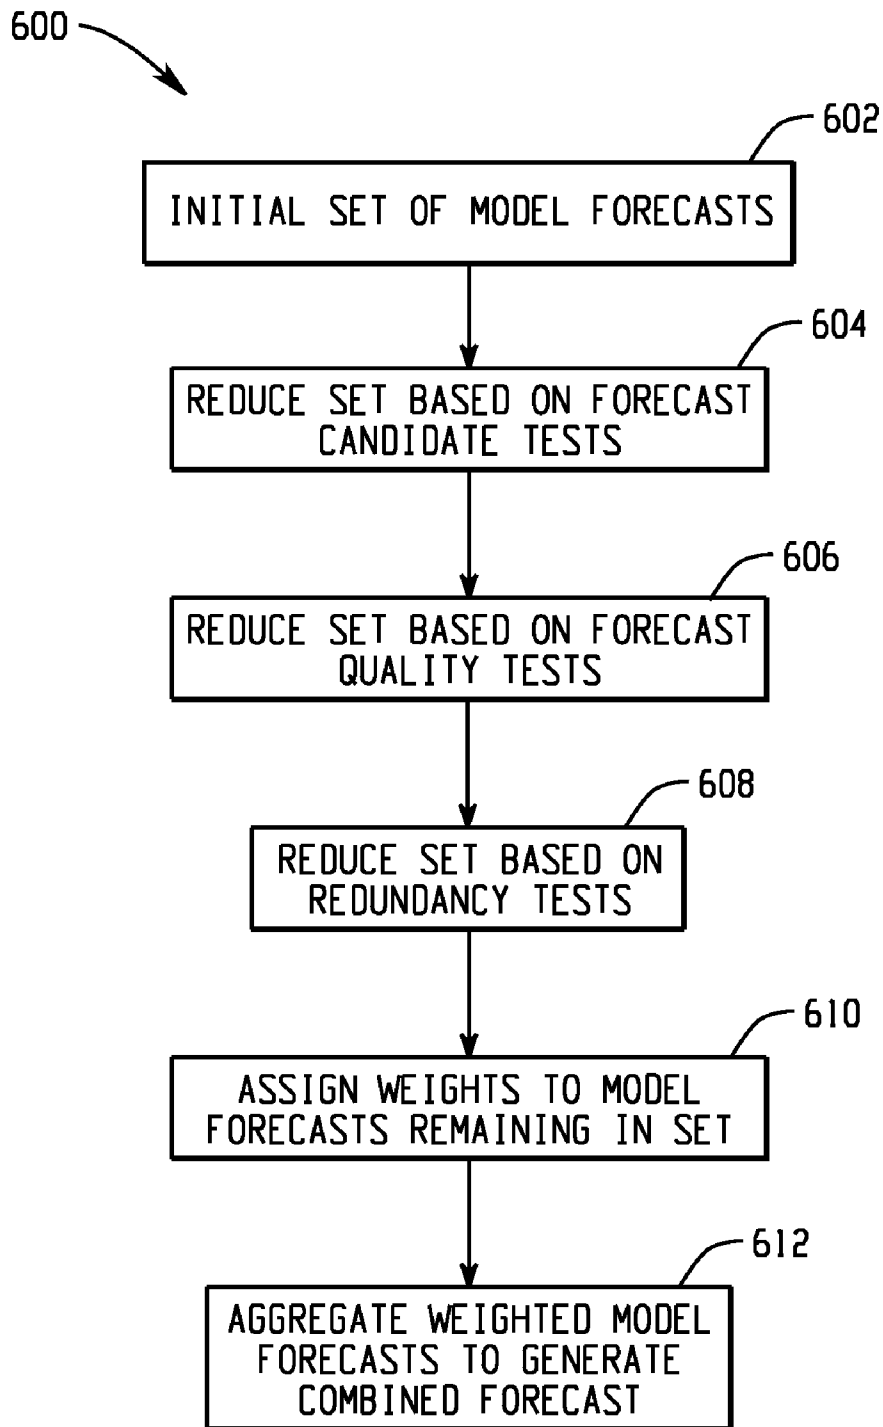 600
602
INITIAL SET OF MODEL FORECASTS
604
REDUCE SET BASED ON FORECAST
CANDIDATE TESTS
606
REDUCE SET BASED ON FORECAST
QUALITY TESTS
608
REDUCE SET BASED ON
REDUNDANCY TESTS
610
ASSIGN WEIGHTS TO MODEL
FORECASTS REMAINING IN SET
612
AGGREGATE WEIGHTED MODEL
FORECASTS TO GENERATE
COMBINED FORECAST